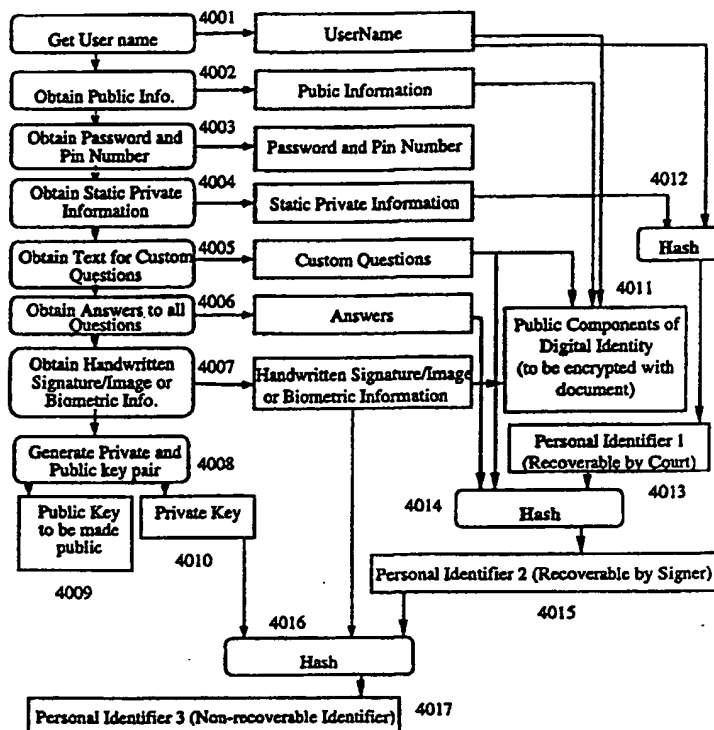 4001
Get User name
UserName
4002
Obtain Public Info.
Pubic Information
4003
Obtain Password and
Pin Number
Password and Pin Number
4004
Obtain Static Private
Information
Static Private Information
4012
Hash
4005
Obtain Text for Custom
Questions
Custom Questions
4006
Obtain Answers to all
Questions
Answers
4011
Public Components of
Digital Identity
(to be encrypted with
document)
4007
Obtain Handwritten
Signature/Image or
Biometric Info.
Handwritten Signature/Image
or Biometric Information
Generate Private and
Public key pair
4008
Personal Identifier 1
(Recoverable by Court)
4013
Public Key
to be made
public
4009
Private Key
4010
4014
Hash
Personal Identifier 2 (Recoverable by Signer)
4015
4016
Hash
Personal Identifier 3 (Non-recoverable Identifier)
4017